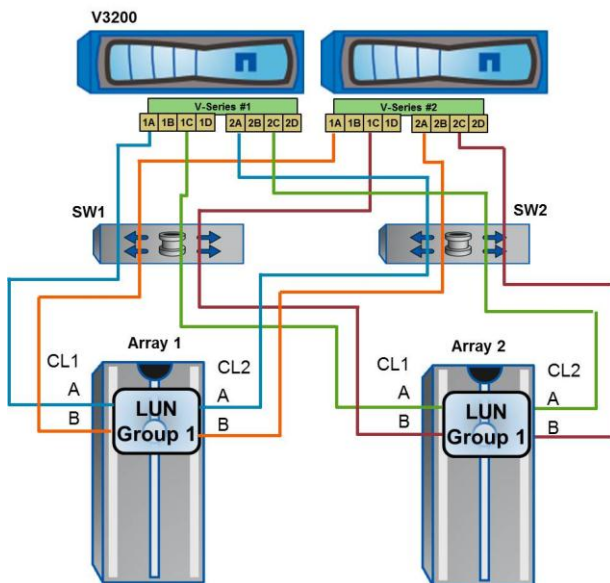 V3200
V-Series #1
V-Series #2
1A 1B 1C 1D 2A 2B 2C 2D
1A 1B 1C 1D 2A 2B 2C 2D
SW1
SW2
Array 1
Array 2
CL1
CL2
CL1
CL2
A
A
A
A
B
B
B
B
LUN
Group 1
LUN
Group 1